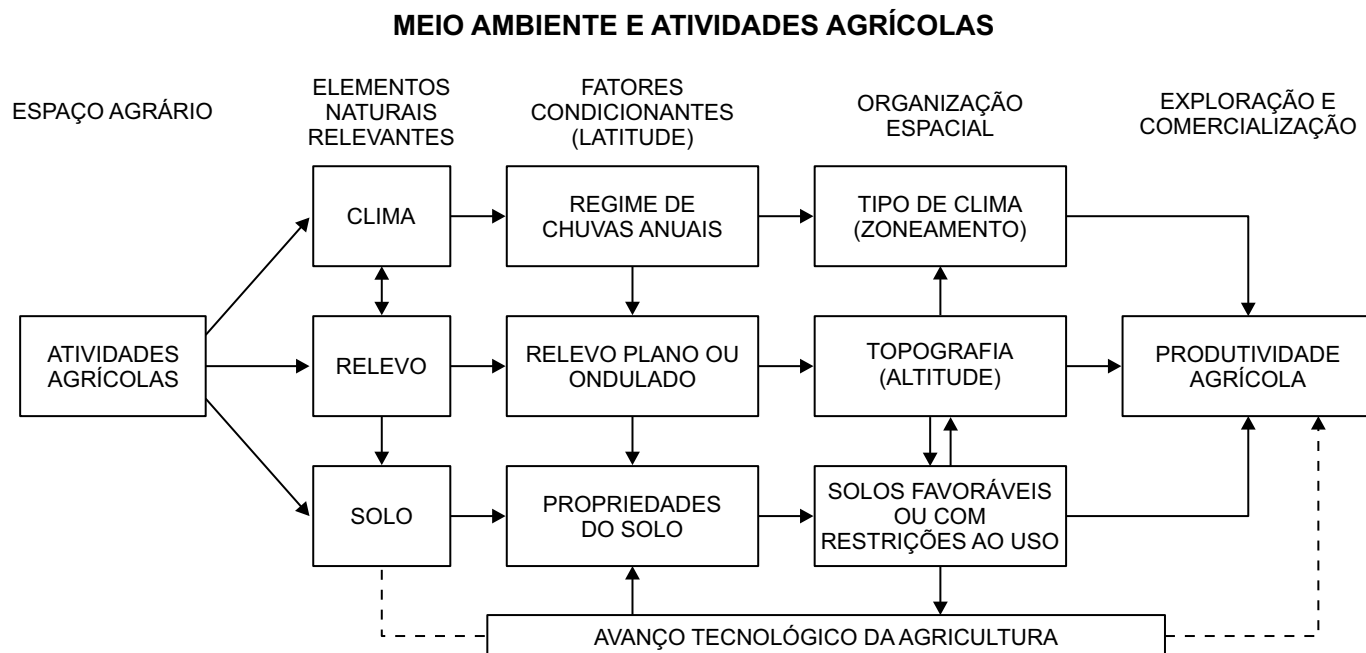 MEIO AMBIENTE E ATIVIDADES AGRÍCOLAS
ESPAÇO AGRÁRIO
ELEMENTOS
NATURAIS
RELEVANTES
FATORES
CONDICIONANTES
(LATITUDE)
ORGANIZAÇÃO
ESPACIAL
EXPLORAÇÃO E
COMERCIALIZAÇÃO
CLIMA
REGIME DE
CHUVAS ANUAIS
TIPO DE CLIMA
(ZONEAMENTO)
ATIVIDADES
AGRÍCOLAS
RELEVO
RELEVO PLANO OU
ONDULADO
TOPOGRAFIA
(ALTITUDE)
PRODUTIVIDADE
AGRÍCOLA
SOLO
PROPRIEDADES
DO SOLO
SOLOS FAVORÁVEIS
OU COM
RESTRIÇÕES AO USO
AVANÇO TECNOLÓGICO DA AGRICULTURA